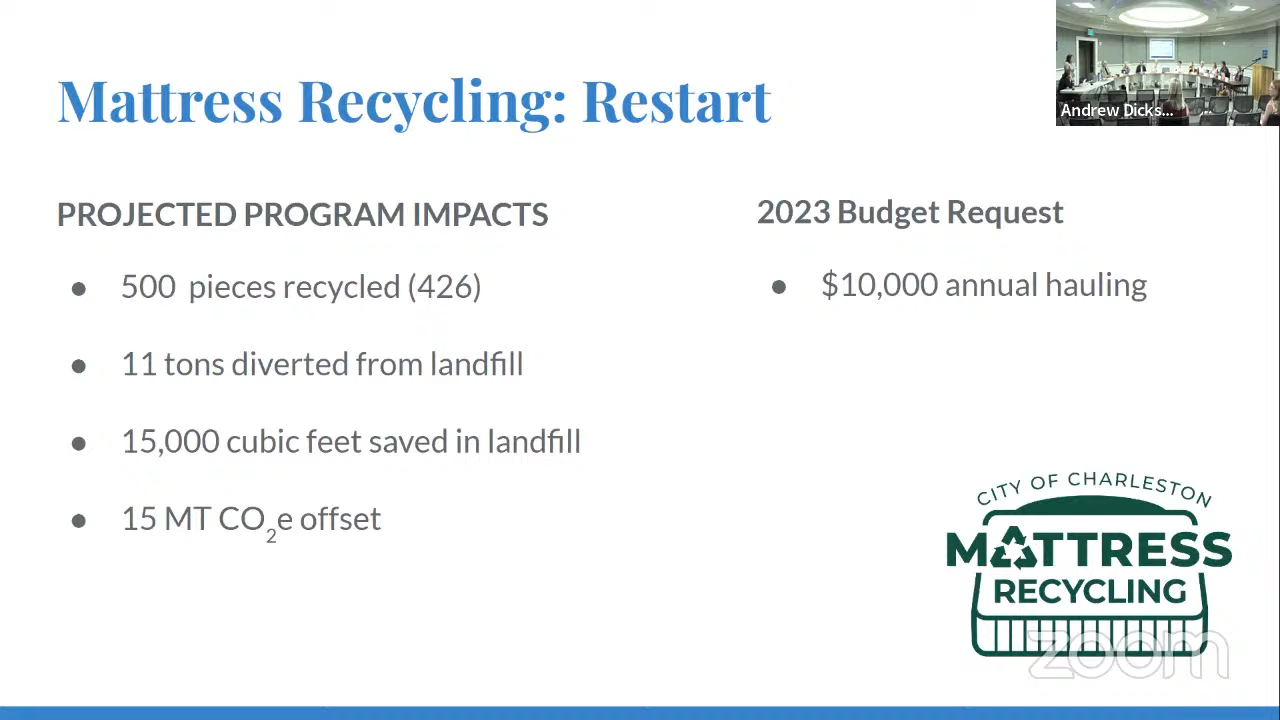 Andrew Dicks...
Mattress Recycling: Restart
PROJECTED PROGRAM IMPACTS
● 500 pieces recycled (426)
● 11 tons diverted from landfill
● 15,000 cubic feet saved in landfill
● 15 MT CO₂e offset
2023 Budget Request
● $10,000 annual hauling
CITY OF CHARLESTON
MATTRESS
RECYCLING
zoom